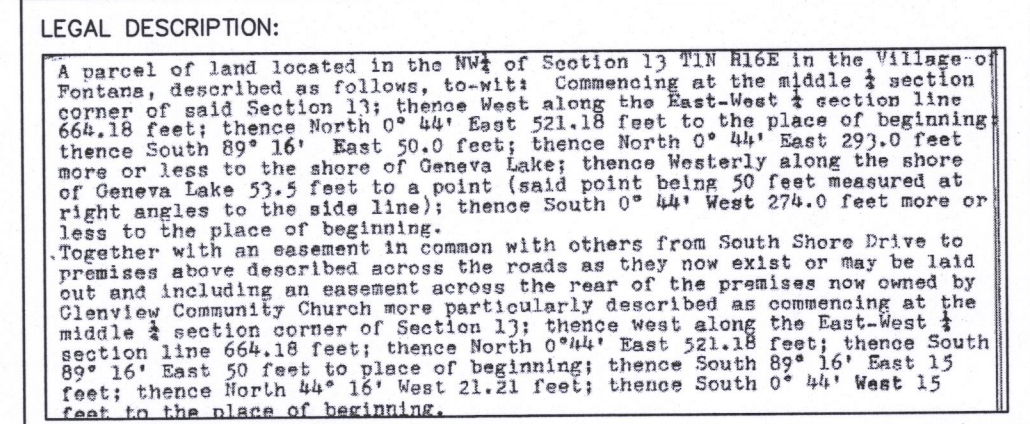 LEGAL DESCRIPTION:
A parcel of land located in the NW¼ of Section 13 T1N R16E in the Village of
Fontana, described as follows, to-wit: Commencing at the middle ¼ section
corner of said Section 13; thence West along the East-West ¼ section line
664.18 feet; thence North 0° 44' East 521.18 feet to the place of beginning;
thence South 89° 16' East 50.0 feet; thence North 0° 44' East 293.0 feet
more or less to the shore of Geneva Lake; thence Westerly along the shore
of Geneva Lake 53.5 feet to a point (said point being 50 feet measured at
right angles to the side line); thence South 0° 44' West 274.0 feet more or
less to the place of beginning.
Together with an easement in common with others from South Shore Drive to
premises above described across the roads as they now exist or may be laid
out and including an easement across the rear of the premises now owned by
Glenview Community Church more particularly described as commencing at the
middle ¼ section corner of Section 13; thence west along the East-West ¼
section line 664.18 feet; thence North 0°44' East 521.18 feet; thence South
89° 16' East 50 feet to place of beginning; thence South 89° 16' East 15
feet; thence North 44° 16' West 21.21 feet; thence South 0° 44' West 15
feet to the place of beginning.